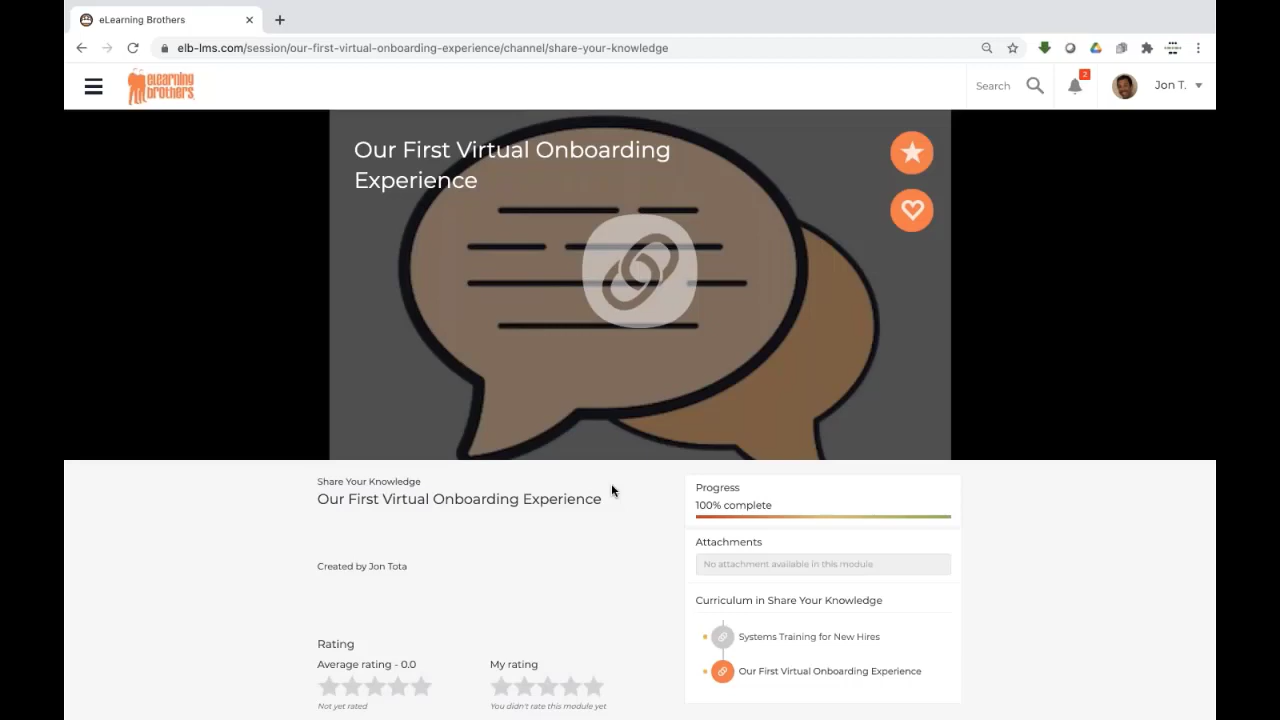 eLearning Brothers
elb-lms.com/session/our-first-virtual-onboarding-experience/channel/share-your-knowledge
elearning
brothers
Search
2
Jon T.
Our First Virtual Onboarding
Experience
Share Your Knowledge
Our First Virtual Onboarding Experience
Created by Jon Tota
Rating
Average rating - 0.0
My rating
Not yet rated
You didn't rate this module yet
Progress
100% complete
Attachments
No attachment available in this module
Curriculum in Share Your Knowledge
Systems Training for New Hires
Our First Virtual Onboarding Experience